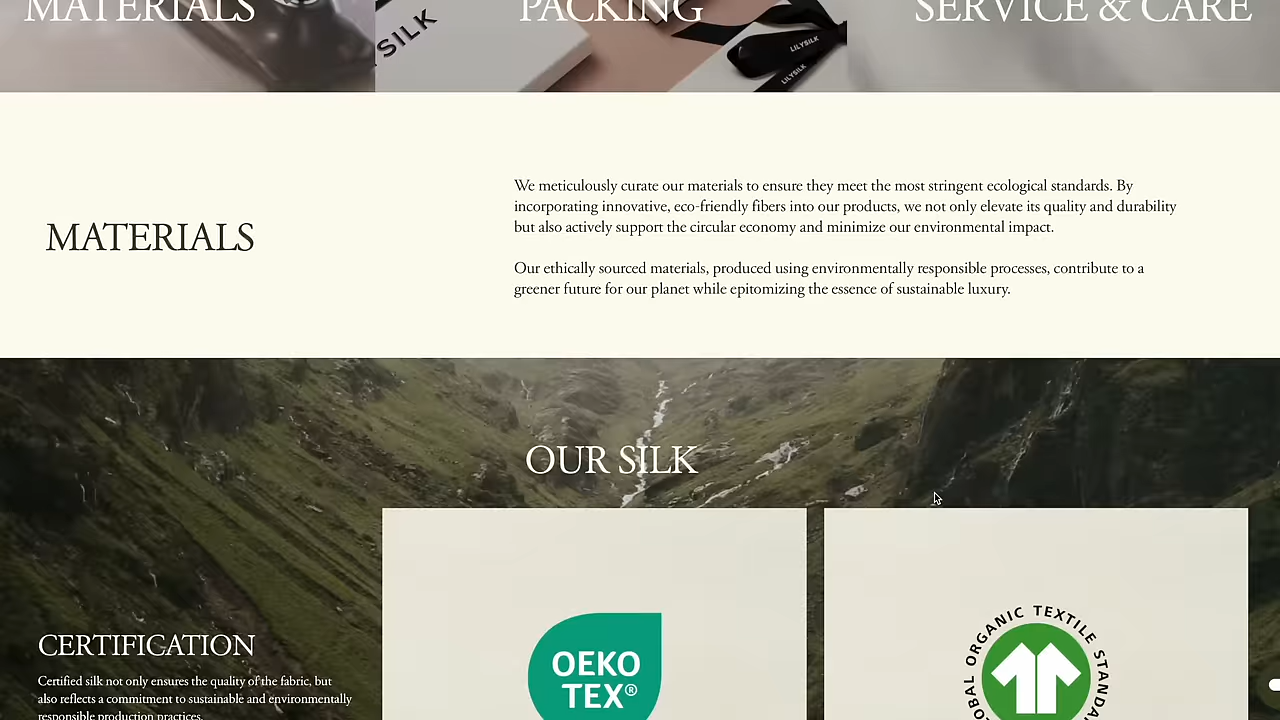 MATERIALS
PACKING
SERVICE & CARE
SILK
LILYSILK
LILYSILK
MATERIALS
We meticulously curate our materials to ensure they meet the most stringent ecological standards. By
incorporating innovative, eco-friendly fibers into our products, we not only elevate its quality and durability
but also actively support the circular economy and minimize our environmental impact.
Our ethically sourced materials, produced using environmentally responsible processes, contribute to a
greener future for our planet while epitomizing the essence of sustainable luxury.
OUR SILK
CERTIFICATION
Certified silk not only ensures the quality of the fabric, but
also reflects a commitment to sustainable and environmentally
responsible production practices.
OEKO
TEX®
GLOBAL ORGANIC TEXTILE STANDAR